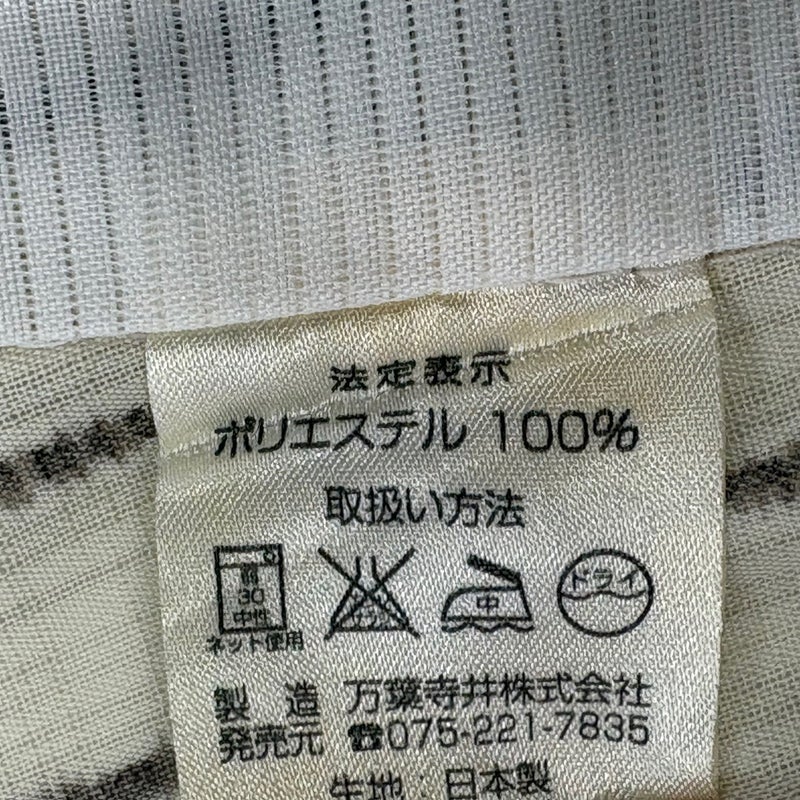 法定表示
ポリエステル 100%
取扱い方法
弱
30
中性
ネット使用
中
ドライ
製造 万葉寺井株式会社
発売元 ☎075-221-7835
生地：日本製